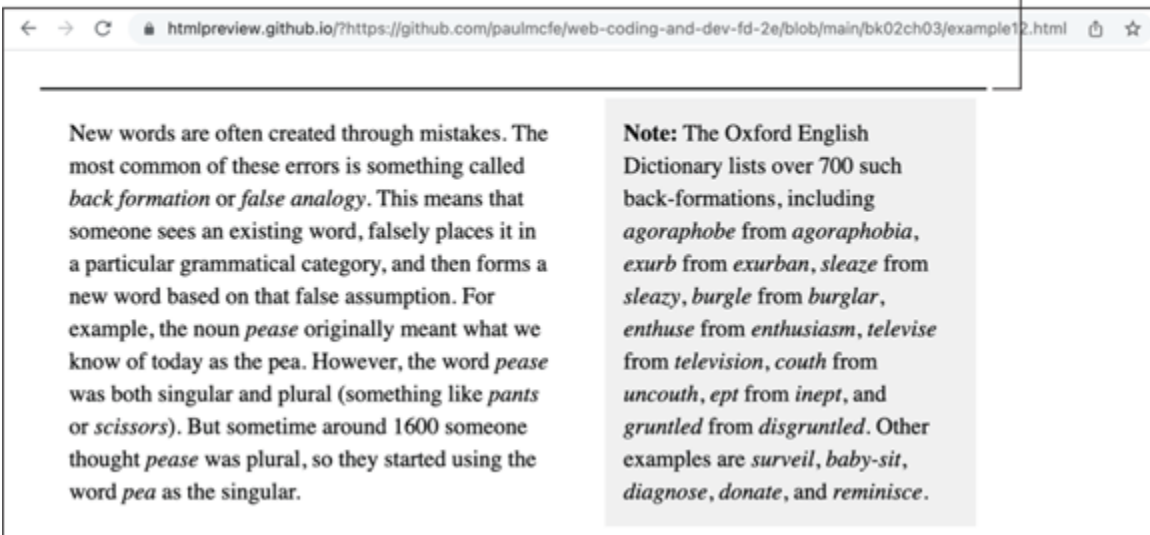 htmlpreview.github.io/?https://github.com/paulmcfe/web-coding-and-dev-fd-2e/blob/main/bk02ch03/example12.html
New words are often created through mistakes. The
most common of these errors is something called
back formation or false analogy. This means that
someone sees an existing word, falsely places it in
a particular grammatical category, and then forms a
new word based on that false assumption. For
example, the noun pease originally meant what we
know of today as the pea. However, the word pease
was both singular and plural (something like pants
or scissors). But sometime around 1600 someone
thought pease was plural, so they started using the
word pea as the singular.
Note: The Oxford English
Dictionary lists over 700 such
back-formations, including
agoraphobe from agoraphobia,
exurb from exurban, sleaze from
sleazy, burgle from burglar,
enthuse from enthusiasm, televise
from television, couth from
uncouth, ept from inept, and
gruntled from disgruntled. Other
examples are surveil, baby-sit,
diagnose, donate, and reminisce.